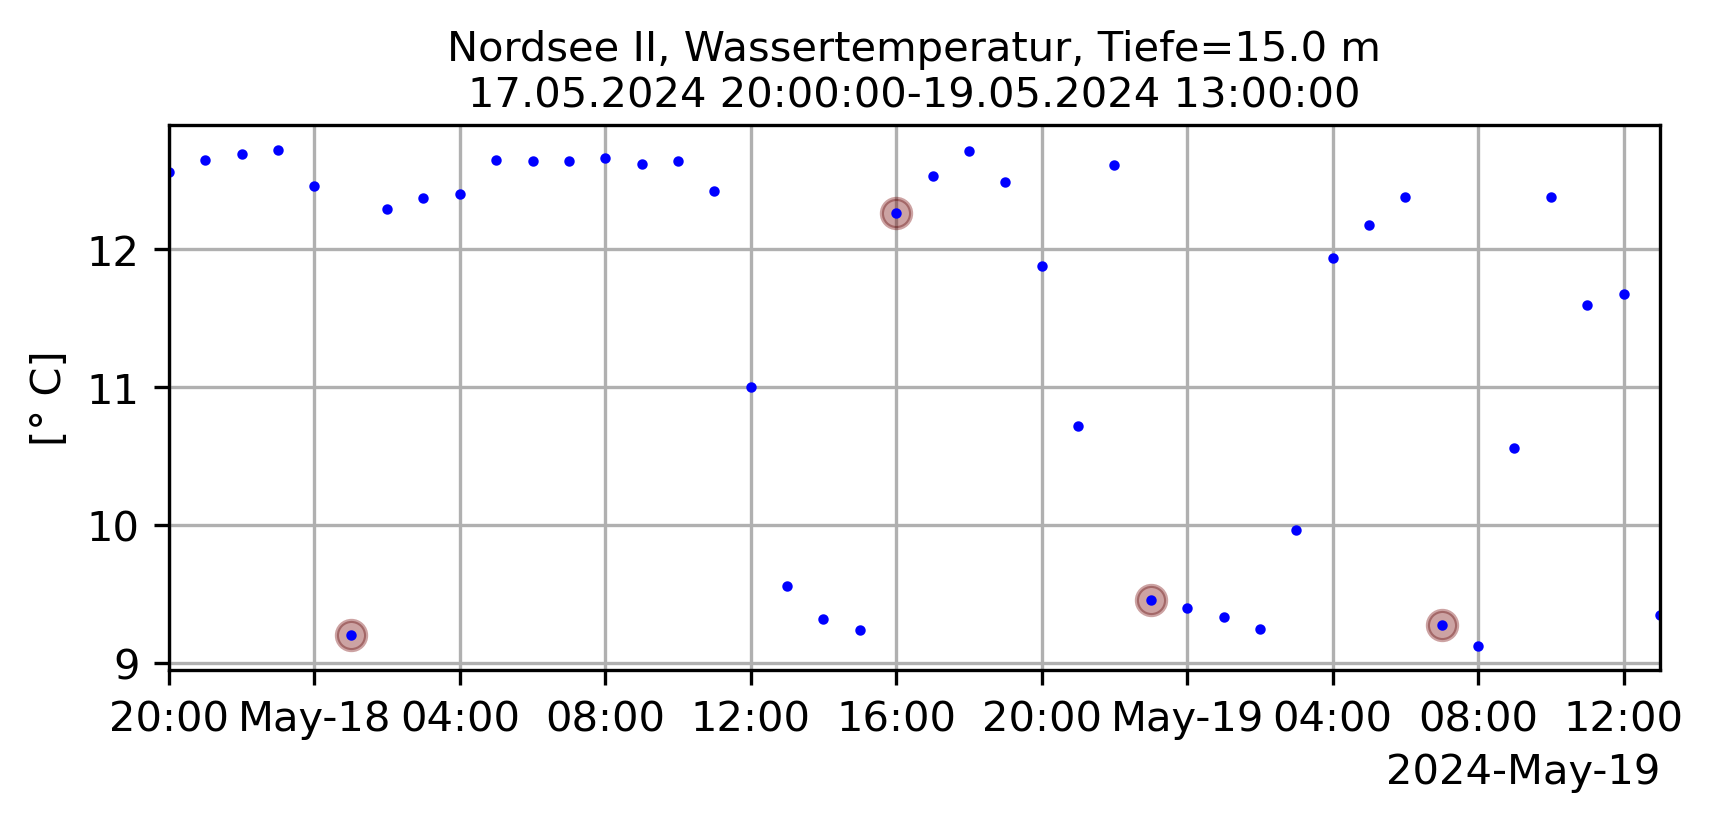 Nordsee II, Wassertemperatur, Tiefe=15.0 m
17.05.2024 20:00:00-19.05.2024 13:00:00
[° C]
12
11
10
9
20:00 May-18 04:00 08:00 12:00 16:00 20:00 May-19 04:00 08:00 12:00
2024-May-19